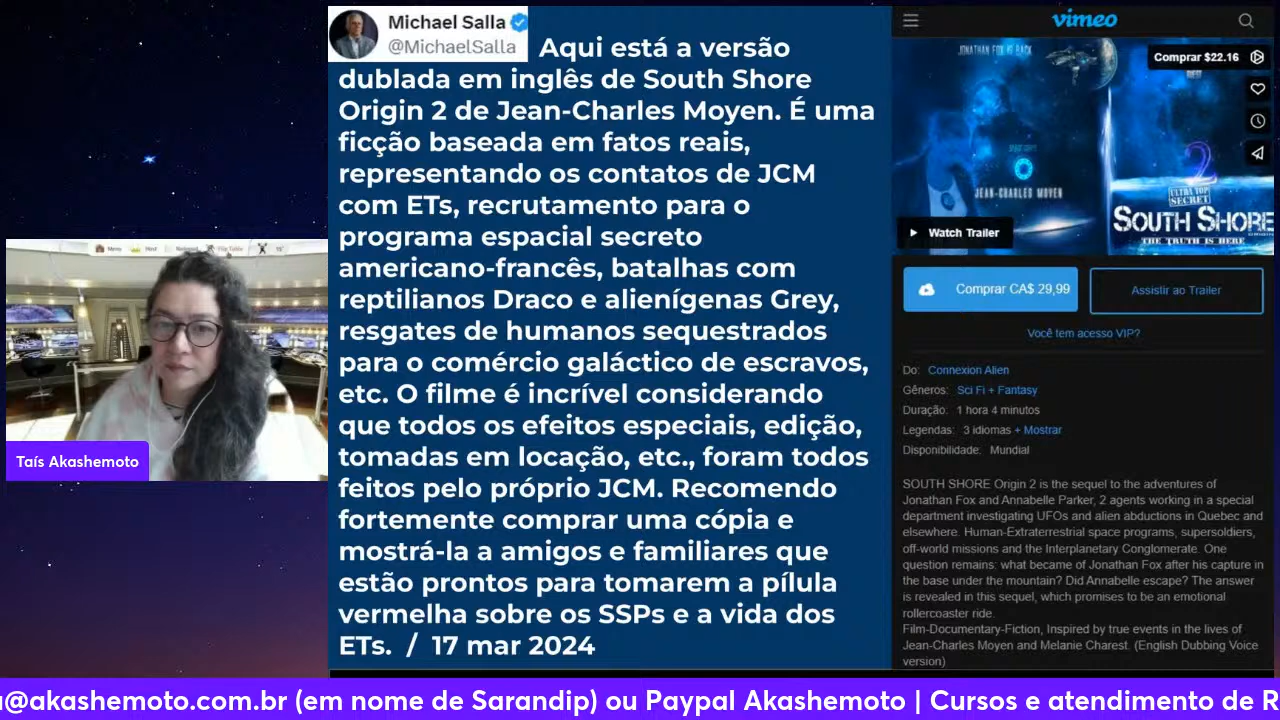 Michael Salla
@MichaelSalla
Aqui está a versão
dublada em inglês de South Shore
Origin 2 de Jean-Charles Moyen. É uma
ficção baseada em fatos reais,
representando os contatos de JCM
com ETs, recrutamento para o
programa espacial secreto
americano-francês, batalhas com
reptilianos Draco e alienígenas Grey,
resgates de humanos sequestrados
para o comércio galáctico de escravos,
etc. O filme é incrível considerando
que todos os efeitos especiais, edição,
tomadas em locação, etc., foram todos
feitos pelo próprio JCM. Recomendo
fortemente comprar uma cópia e
mostrá-la a amigos e familiares que
estão prontos para tomarem a pílula
vermelha sobre os SSPs e a vida dos
ETs. / 17 mar 2024
vimeo
JONATHAN FOX IS BACK
Comprar $22.16
JEAN-CHARLES MOYEN
2
ULTRA TOP
SECRET
SOUTH SHORE
THE TRUTH IS HERE
Watch Trailer
Comprar CA$ 29,99
Assistir ao Trailer
Você tem acesso VIP?
Do: Connexion Alien
Gêneros: Sci Fi + Fantasy
Duração: 1 hora 4 minutos
Legendas: 3 idiomas + Mostrar
Disponibilidade: Mundial
SOUTH SHORE Origin 2 is the sequel to the adventures of
Jonathan Fox and Annabelle Parker, 2 agents working in a special
department investigating UFOs and alien abductions in Quebec and
elsewhere. Human-Extraterrestrial space programs, supersoldiers,
off-world missions and the Interplanetary Conglomerate. One
question remains: what became of Jonathan Fox after his capture in
the base under the mountain? Did Annabelle escape? The answer
is revealed in this sequel, which promises to be an emotional
rollercoaster ride.
Film-Documentary-Fiction, Inspired by true events in the lives of
Jean-Charles Moyen and Melanie Charest. (English Dubbing Voice
version)
Taís Akashemoto
a@akashemoto.com.br (em nome de Sarandip) ou Paypal Akashemoto | Cursos e atendimento de R